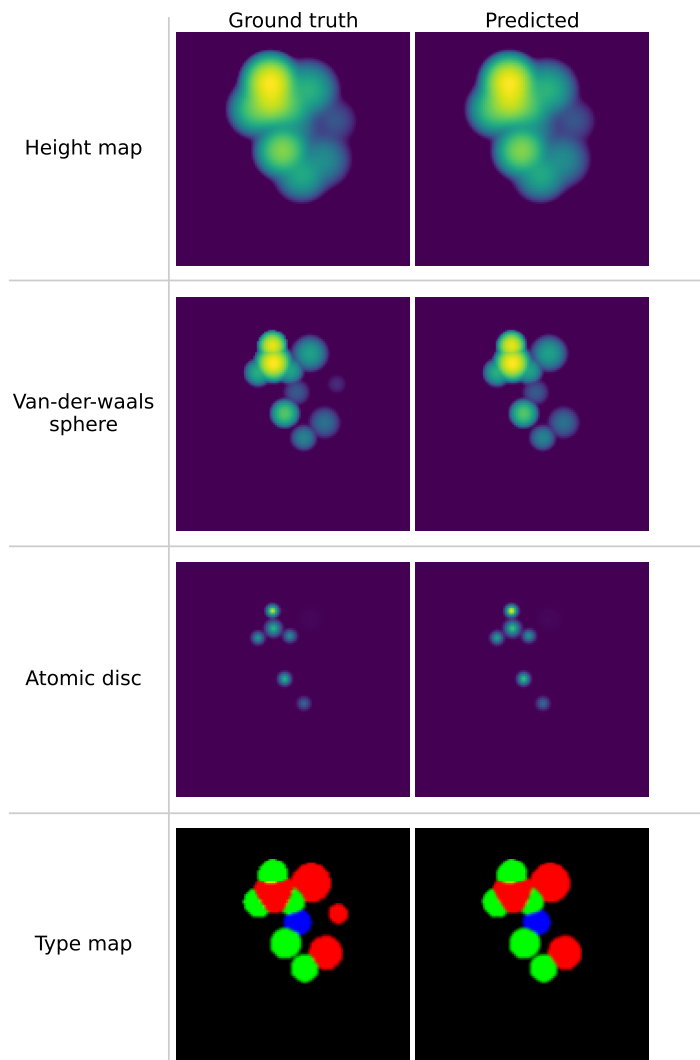 Ground truth
Predicted
Height map
Van-der-waals
sphere
Atomic disc
Type map